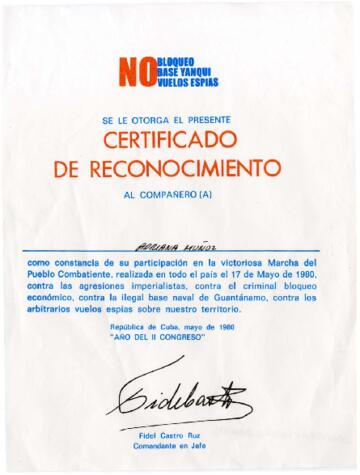 NO BLOQUEO
BASE YANQUI
VUELOS ESPIAS
SE LE OTORGA EL PRESENTE
CERTIFICADO
DE RECONOCIMIENTO
AL COMPAÑERO (A)
ADRIANA MUÑOZ
como constancia de su participación en la victoriosa Marcha del
Pueblo Combatiente, realizada en todo el país el 17 de Mayo de 1980,
contra las agresiones imperialistas, contra el criminal bloqueo
económico, contra la ilegal base naval de Guantánamo, contra los
arbitrarios vuelos espías sobre nuestro territorio.
República de Cuba, mayo de 1980
"AÑO DEL II CONGRESO"
Fidel Castro Ruz
Comandante en Jefe